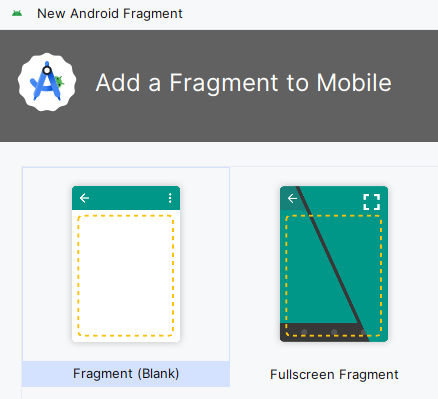 New Android Fragment
Add a Fragment to Mobile
Fragment (Blank)
Fullscreen Fragment